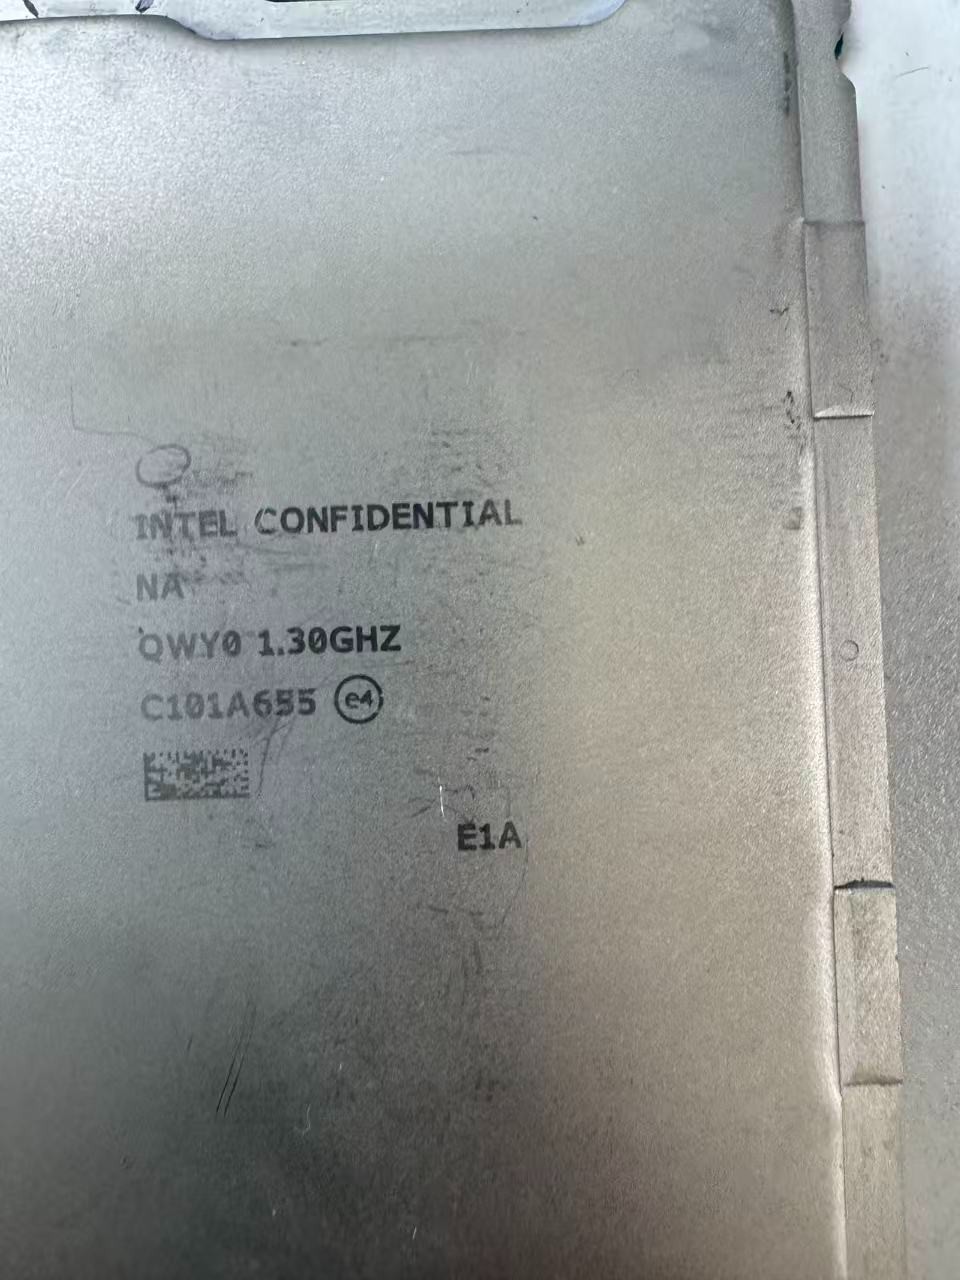 INTEL CONFIDENTIAL
NA
QWY0 1.30GHZ
C101A655 e4
E1A